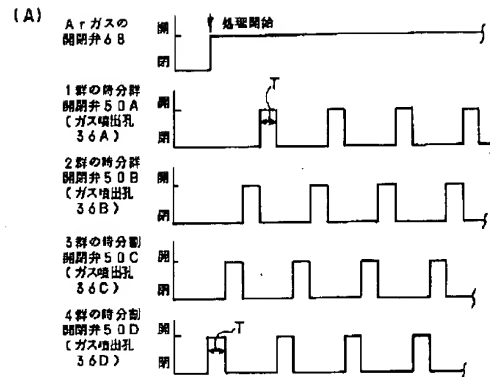 (A)
Arガスの
開閉弁68
開
閉
処理開始
1群の時分群
開閉弁50A
(ガス噴出孔
36A)
開
閉
T
2群の時分群
開閉弁50B
(ガス噴出孔
36B)
開
閉
3群の時分割
開閉弁50C
(ガス噴出孔
36C)
開
閉
4群の時分割
開閉弁50D
(ガス噴出孔
36D)
開
閉
T